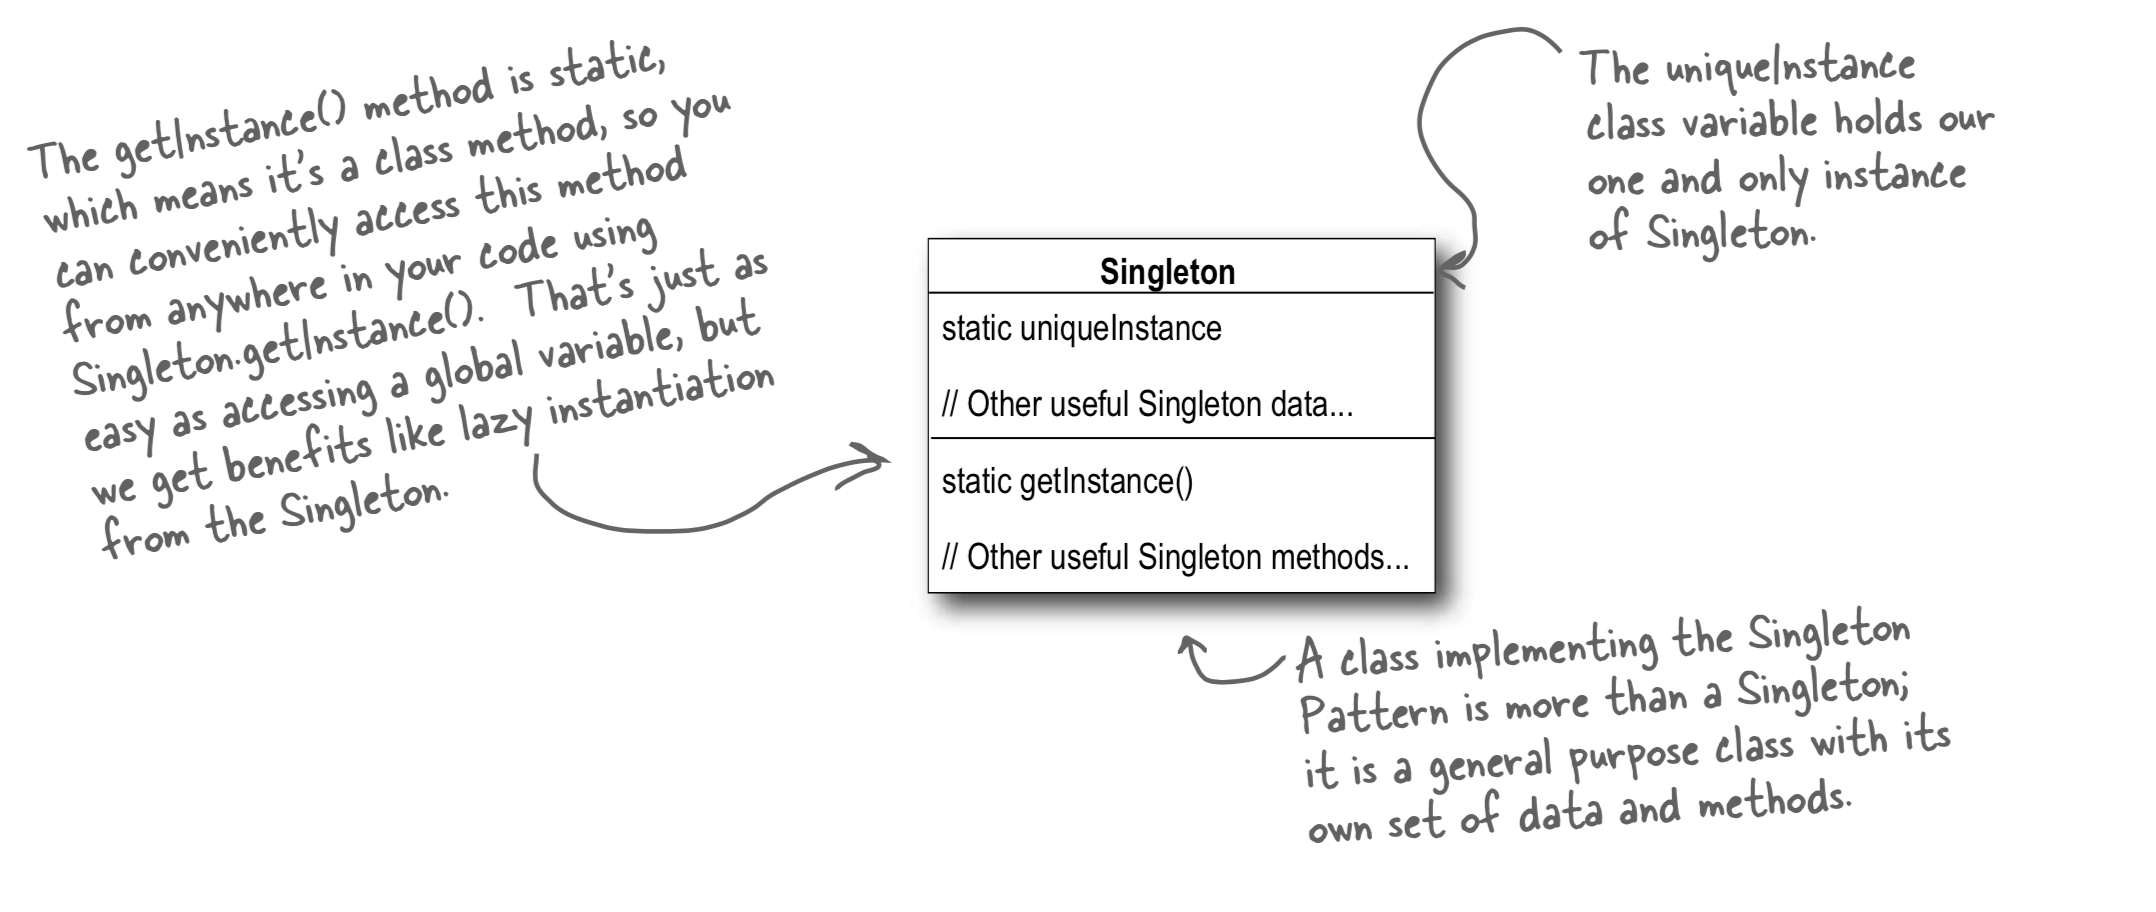 The getInstance() method is static,
which means it's a class method, so you
can conveniently access this method
from anywhere in your code using
Singleton.getInstance(). That's just as
easy as accessing a global variable, but
we get benefits like lazy instantiation
from the Singleton.
The uniqueInstance
class variable holds our
one and only instance
of Singleton.
Singleton
static uniqueInstance
// Other useful Singleton data...
static getInstance()
// Other useful Singleton methods...
A class implementing the Singleton
Pattern is more than a Singleton;
it is a general purpose class with its
own set of data and methods.